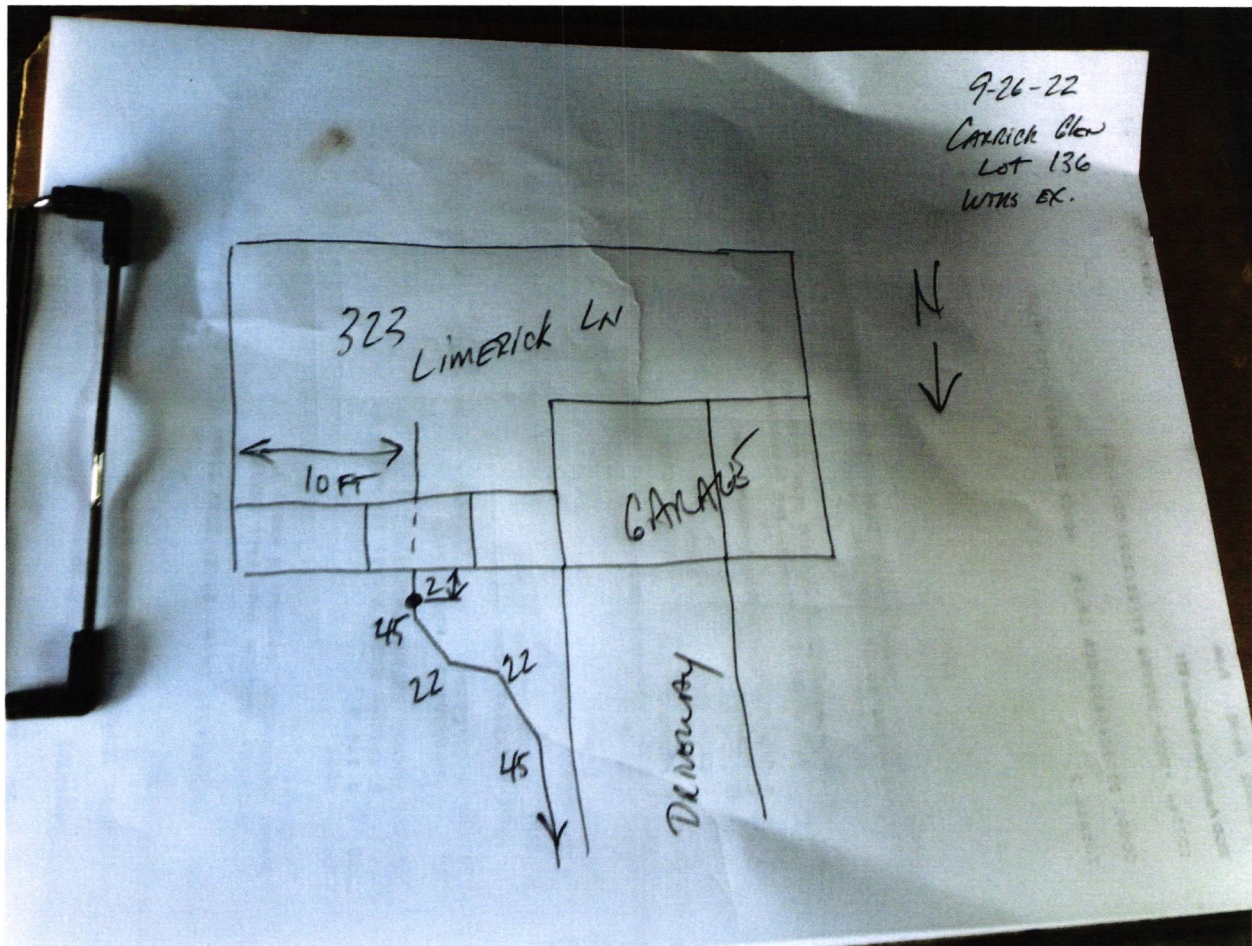 9-26-22
CARRICK GLEN
LOT 136
WTRS EX.
N
323
LIMERICK LN
10 FT
GARAGE
2
45
22
22
45
DRIVEWAY